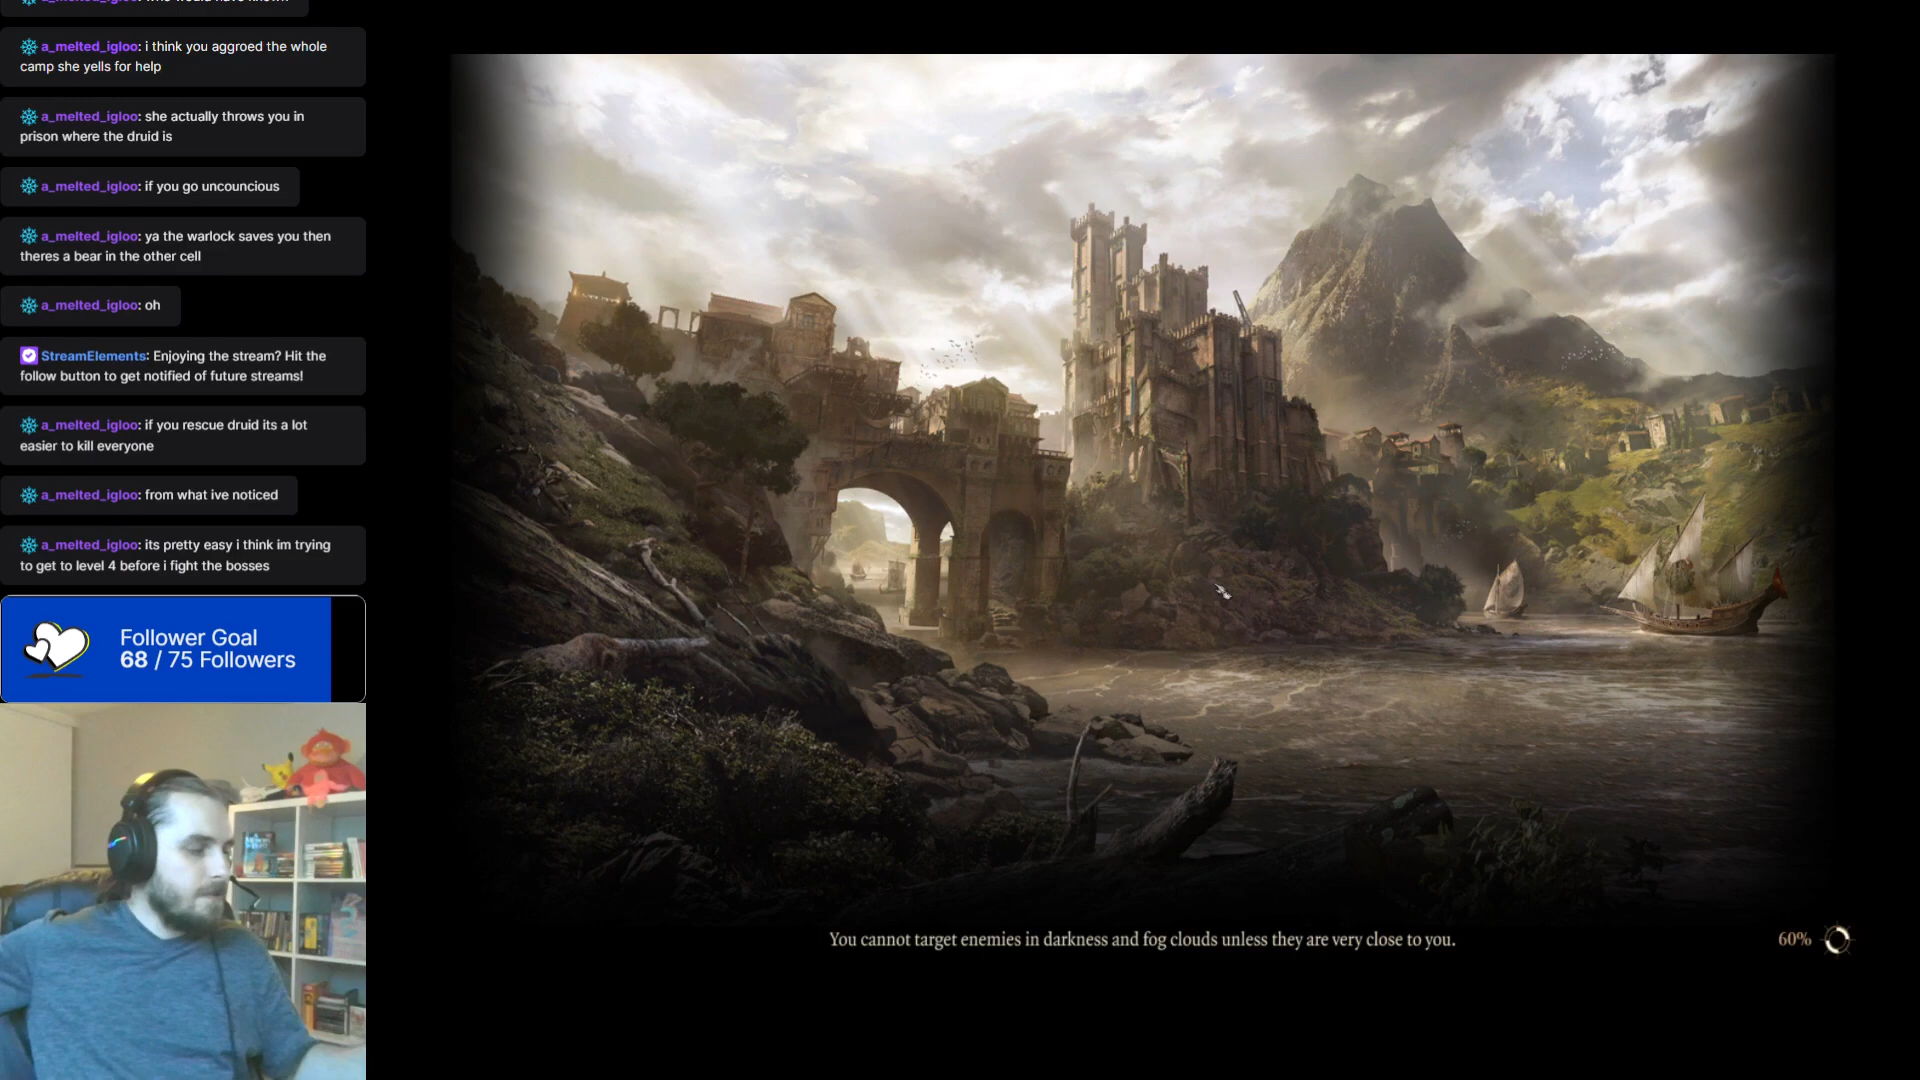 a_melted_igloo: who would have known
a_melted_igloo: i think you aggroed the whole
camp she yells for help
a_melted_igloo: she actually throws you in
prison where the druid is
a_melted_igloo: if you go uncouncious
a_melted_igloo: ya the warlock saves you then
theres a bear in the other cell
a_melted_igloo: oh
StreamElements: Enjoying the stream? Hit the
follow button to get notified of future streams!
a_melted_igloo: if you rescue druid its a lot
easier to kill everyone
a_melted_igloo: from what ive noticed
a_melted_igloo: its pretty easy i think im trying
to get to level 4 before i fight the bosses
Follower Goal
68 / 75 Followers
You cannot target enemies in darkness and fog clouds unless they are very close to you.
60%